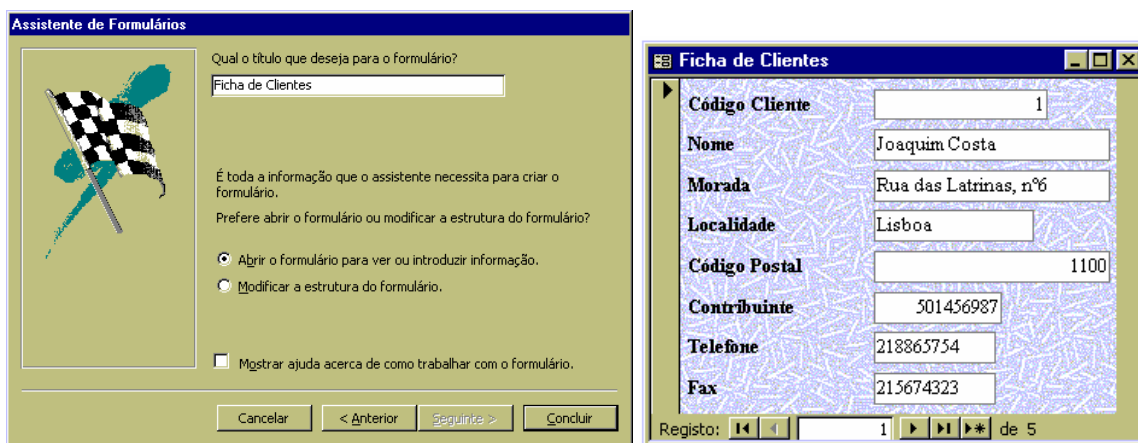 Assistente de Formulários
Qual o título que deseja para o formulário?
Ficha de Clientes
É toda a informação que o assistente necessita para criar o
formulário.
Prefere abrir o formulário ou modificar a estrutura do formulário?
Abrir o formulário para ver ou introduzir informação.
Modificar a estrutura do formulário.
Mostrar ajuda acerca de como trabalhar com o formulário.
Cancelar < Anterior Seguinte > Concluir
Ficha de Clientes
Código Cliente 1
Nome Joaquim Costa
Morada Rua das Latrinas, nº6
Localidade Lisboa
Código Postal 1100
Contribuinte 501456987
Telefone 218865754
Fax 215674323
Registo: 1 de 5